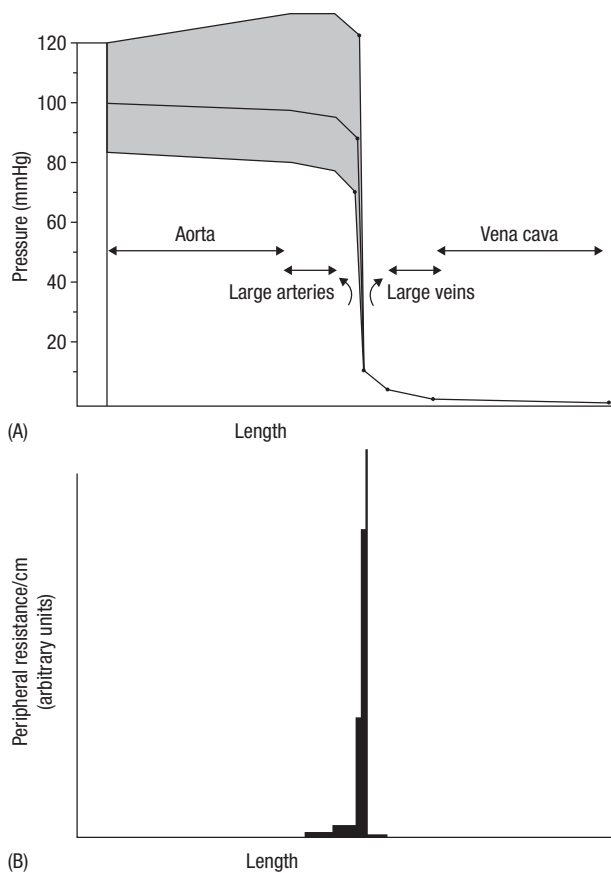 120
100
80
60
40
20
Pressure (mmHg)
Aorta
Vena cava
Large arteries
Large veins
(A)
Length
Peripheral resistance/cm
(arbitrary units)
(B)
Length